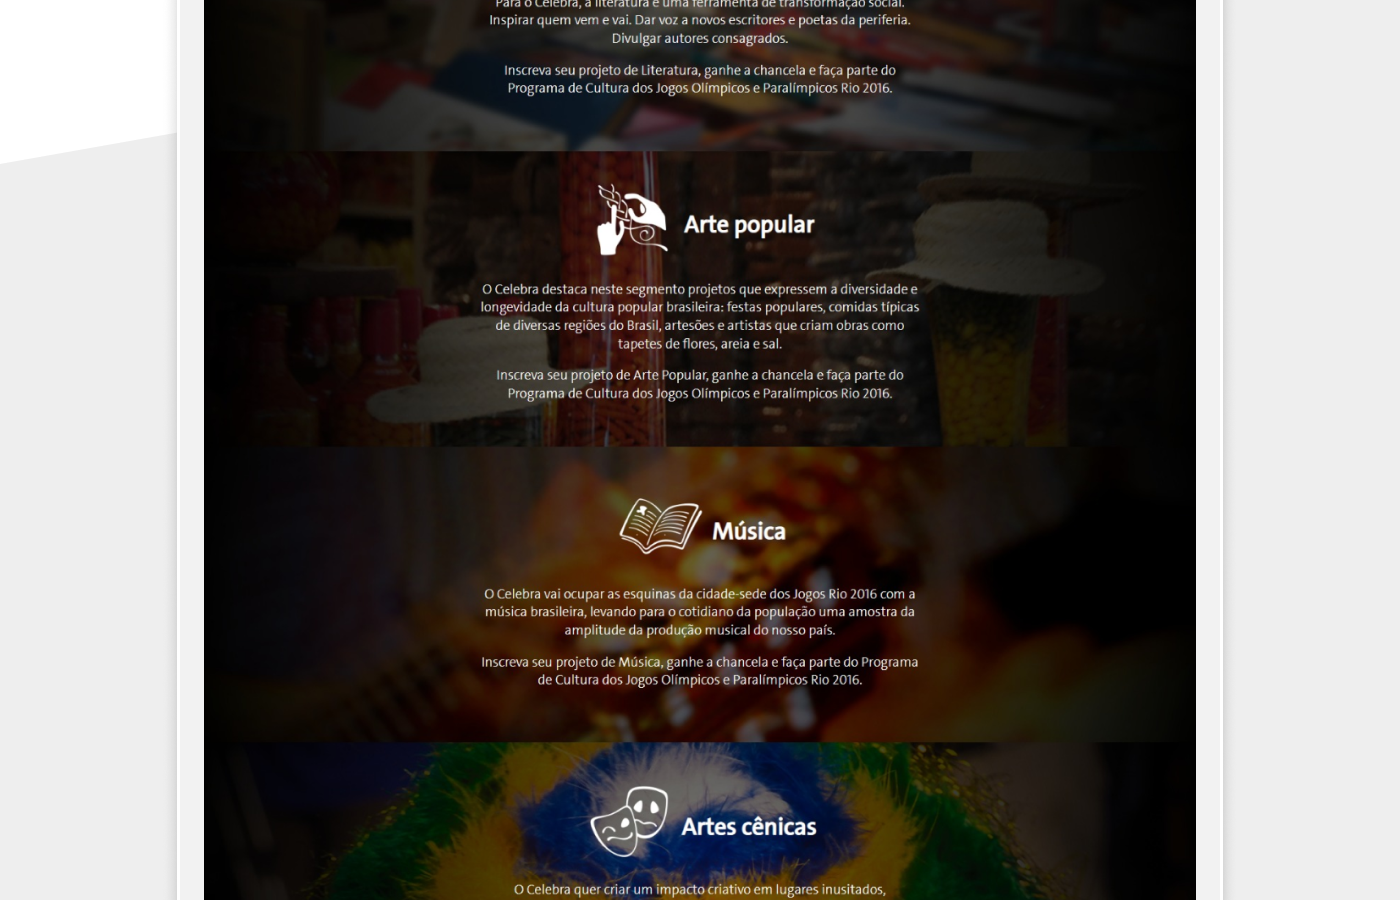 Para o Celebra, a literatura é uma ferramenta de transformação social.
Inspirar quem vem e vai. Dar voz a novos escritores e poetas da periferia.
Divulgar autores consagrados.
Inscreva seu projeto de Literatura, ganhe a chancela e faça parte do
Programa de Cultura dos Jogos Olímpicos e Paralímpicos Rio 2016.
Arte popular
O Celebra destaca neste segmento projetos que expressem a diversidade e
longevidade da cultura popular brasileira: festas populares, comidas típicas
de diversas regiões do Brasil, artesões e artistas que criam obras como
tapetes de flores, areia e sal.
Inscreva seu projeto de Arte Popular, ganhe a chancela e faça parte do
Programa de Cultura dos Jogos Olímpicos e Paralímpicos Rio 2016.
Música
O Celebra vai ocupar as esquinas da cidade-sede dos Jogos Rio 2016 com a
música brasileira, levando para o cotidiano da população uma amostra da
amplitude da produção musical do nosso país.
Inscreva seu projeto de Música, ganhe a chancela e faça parte do Programa
de Cultura dos Jogos Olímpicos e Paralímpicos Rio 2016.
Artes cênicas
O Celebra quer criar um impacto criativo em lugares inusitados,